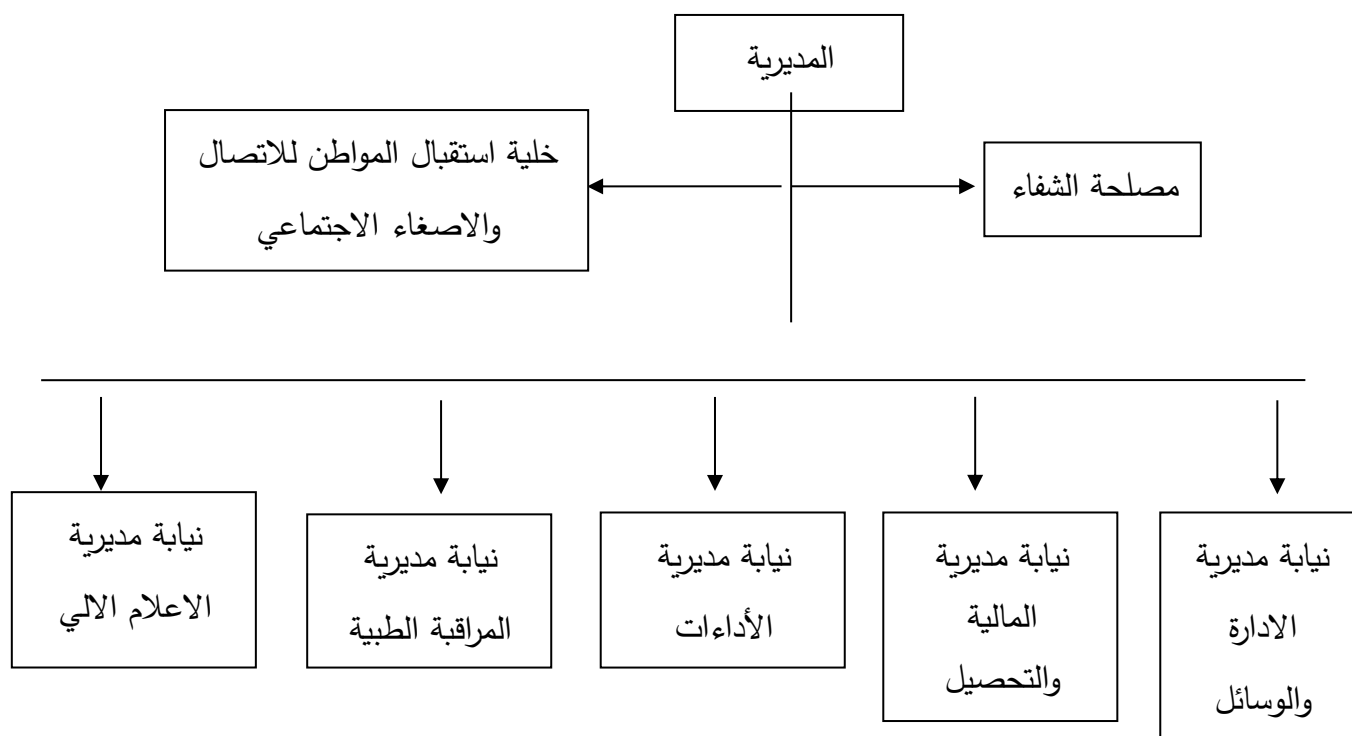 المديرية
مصلحة الشفاء
خلية استقبال المواطن للاتصال
والاصغاء الاجتماعي
نيابة مديرية
الادارة
والوسائل
نيابة مديرية
المالية
والتحصيل
نيابة مديرية
الأداءات
نيابة مديرية
المراقبة الطبية
نيابة مديرية
الاعلام الالي